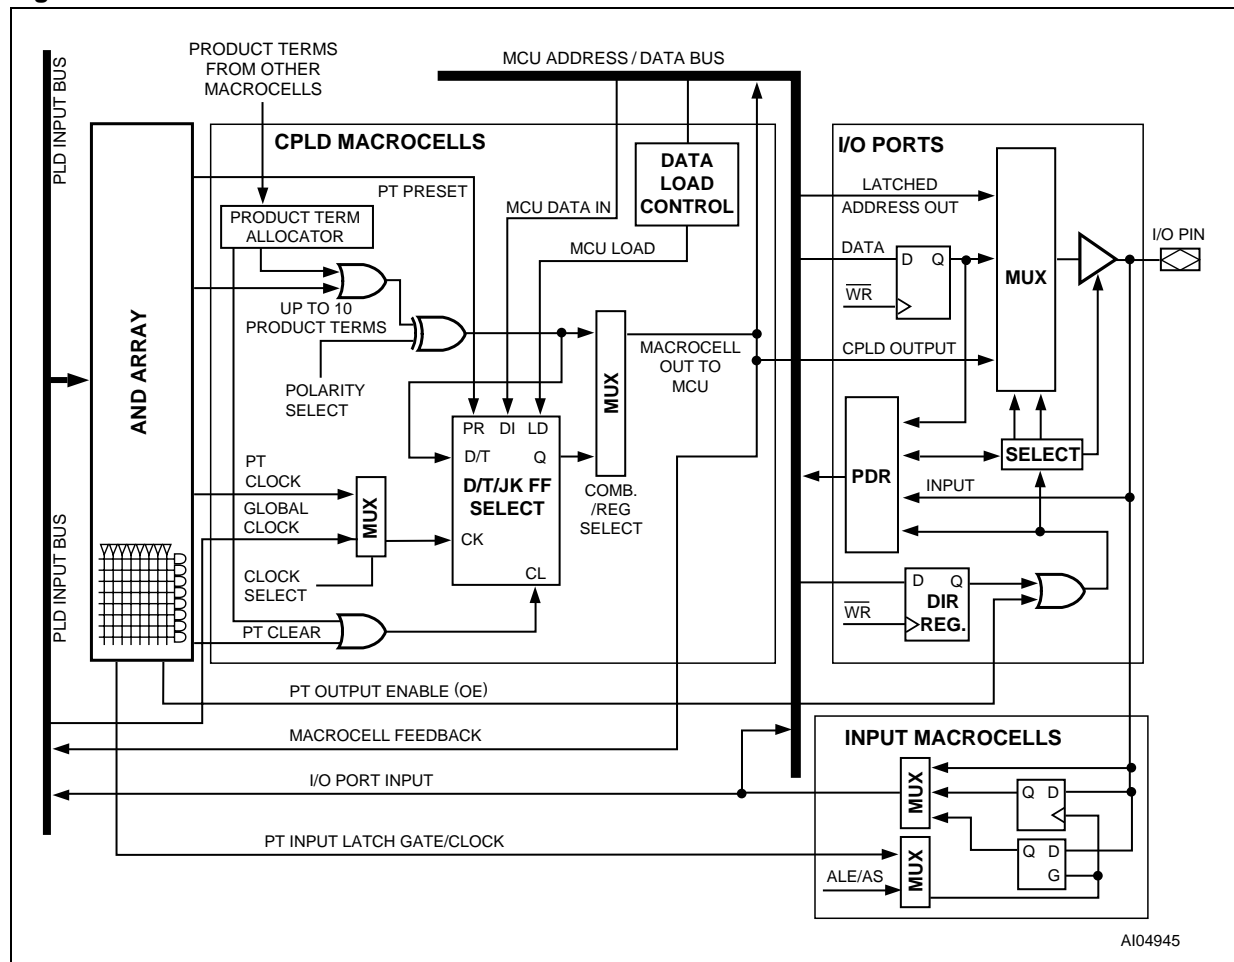 PRODUCT TERMS
FROM OTHER
MACROCELLS
MCU ADDRESS / DATA BUS
PLD INPUT BUS
CPLD MACROCELLS
I/O PORTS
DATA
LOAD
CONTROL
PT PRESET
MCU DATA IN
LATCHED
ADDRESS OUT
PRODUCT TERM
ALLOCATOR
MCU LOAD
I/O PIN
DATA
D Q
MUX
WR
UP TO 10
PRODUCT TERMS
AND ARRAY
MACROCELL
OUT TO
MCU
CPLD OUTPUT
POLARITY
SELECT
MUX
PR DI LD
D/T Q
D/T/JK FF
SELECT
PT
CLOCK
GLOBAL
CLOCK
MUX
COMB.
/REG
SELECT
PDR
SELECT
INPUT
CK
CLOCK
SELECT
CL
PLD INPUT BUS
PT CLEAR
D Q
DIR
REG.
WR
PT OUTPUT ENABLE (OE)
MACROCELL FEEDBACK
INPUT MACROCELLS
I/O PORT INPUT
MUX
Q D
PT INPUT LATCH GATE/CLOCK
Q D
G
MUX
ALE/AS
AI04945